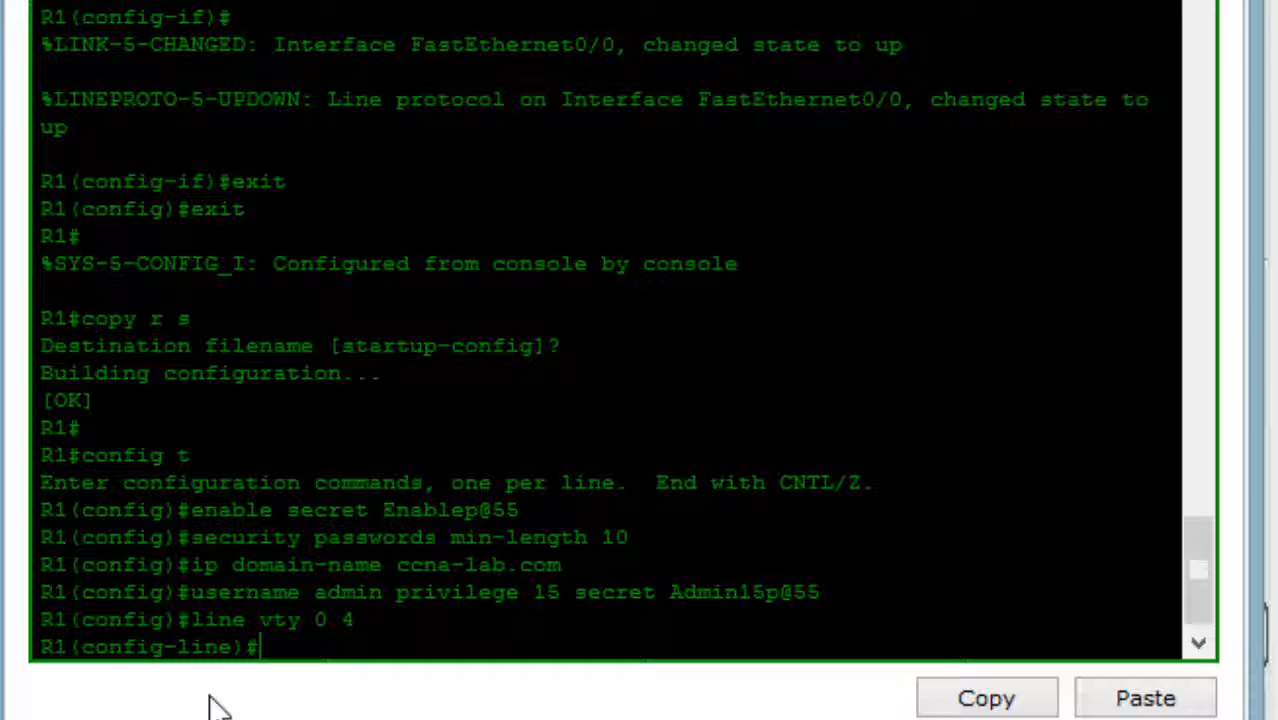 R1(config-if)#
%LINK-5-CHANGED: Interface FastEthernet0/0, changed state to up
%LINEPROTO-5-UPDOWN: Line protocol on Interface FastEthernet0/0, changed state to
up
R1(config-if)#exit
R1(config)#exit
R1#
%SYS-5-CONFIG_I: Configured from console by console
R1#copy r s
Destination filename [startup-config]?
Building configuration...
[OK]
R1#
R1#config t
Enter configuration commands, one per line.  End with CNTL/Z.
R1(config)#enable secret Enablep@55
R1(config)#security passwords min-length 10
R1(config)#ip domain-name ccna-lab.com
R1(config)#username admin privilege 15 secret Admin15p@55
R1(config)#line vty 0 4
R1(config-line)#
Copy
Paste